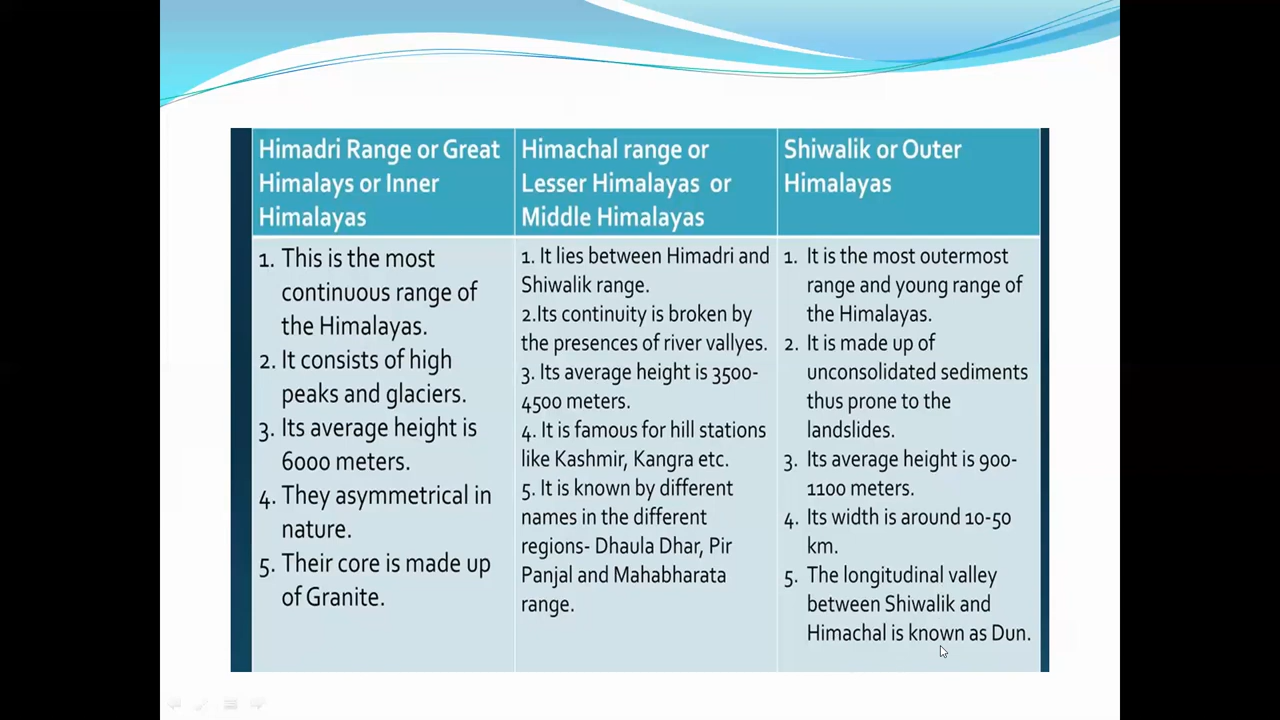 Himadri Range or Great
Himalays or Inner
Himalayas
1. This is the most
continuous range of
the Himalayas.
2. It consists of high
peaks and glaciers.
3. Its average height is
6000 meters.
4. They asymmetrical in
nature.
5. Their core is made up
of Granite.
Himachal range or
Lesser Himalayas or
Middle Himalayas
1. It lies between Himadri and
Shiwalik range.
2.Its continuity is broken by
the presences of river vallyes.
3. Its average height is 3500-
4500 meters.
4. It is famous for hill stations
like Kashmir, Kangra etc.
5. It is known by different
names in the different
regions- Dhaula Dhar, Pir
Panjal and Mahabharata
range.
Shiwalik or Outer
Himalayas
1. It is the most outermost
range and young range of
the Himalayas.
2. It is made up of
unconsolidated sediments
thus prone to the
landslides.
3. Its average height is 900-
1100 meters.
4. Its width is around 10-50
km.
5. The longitudinal valley
between Shiwalik and
Himachal is known as Dun.